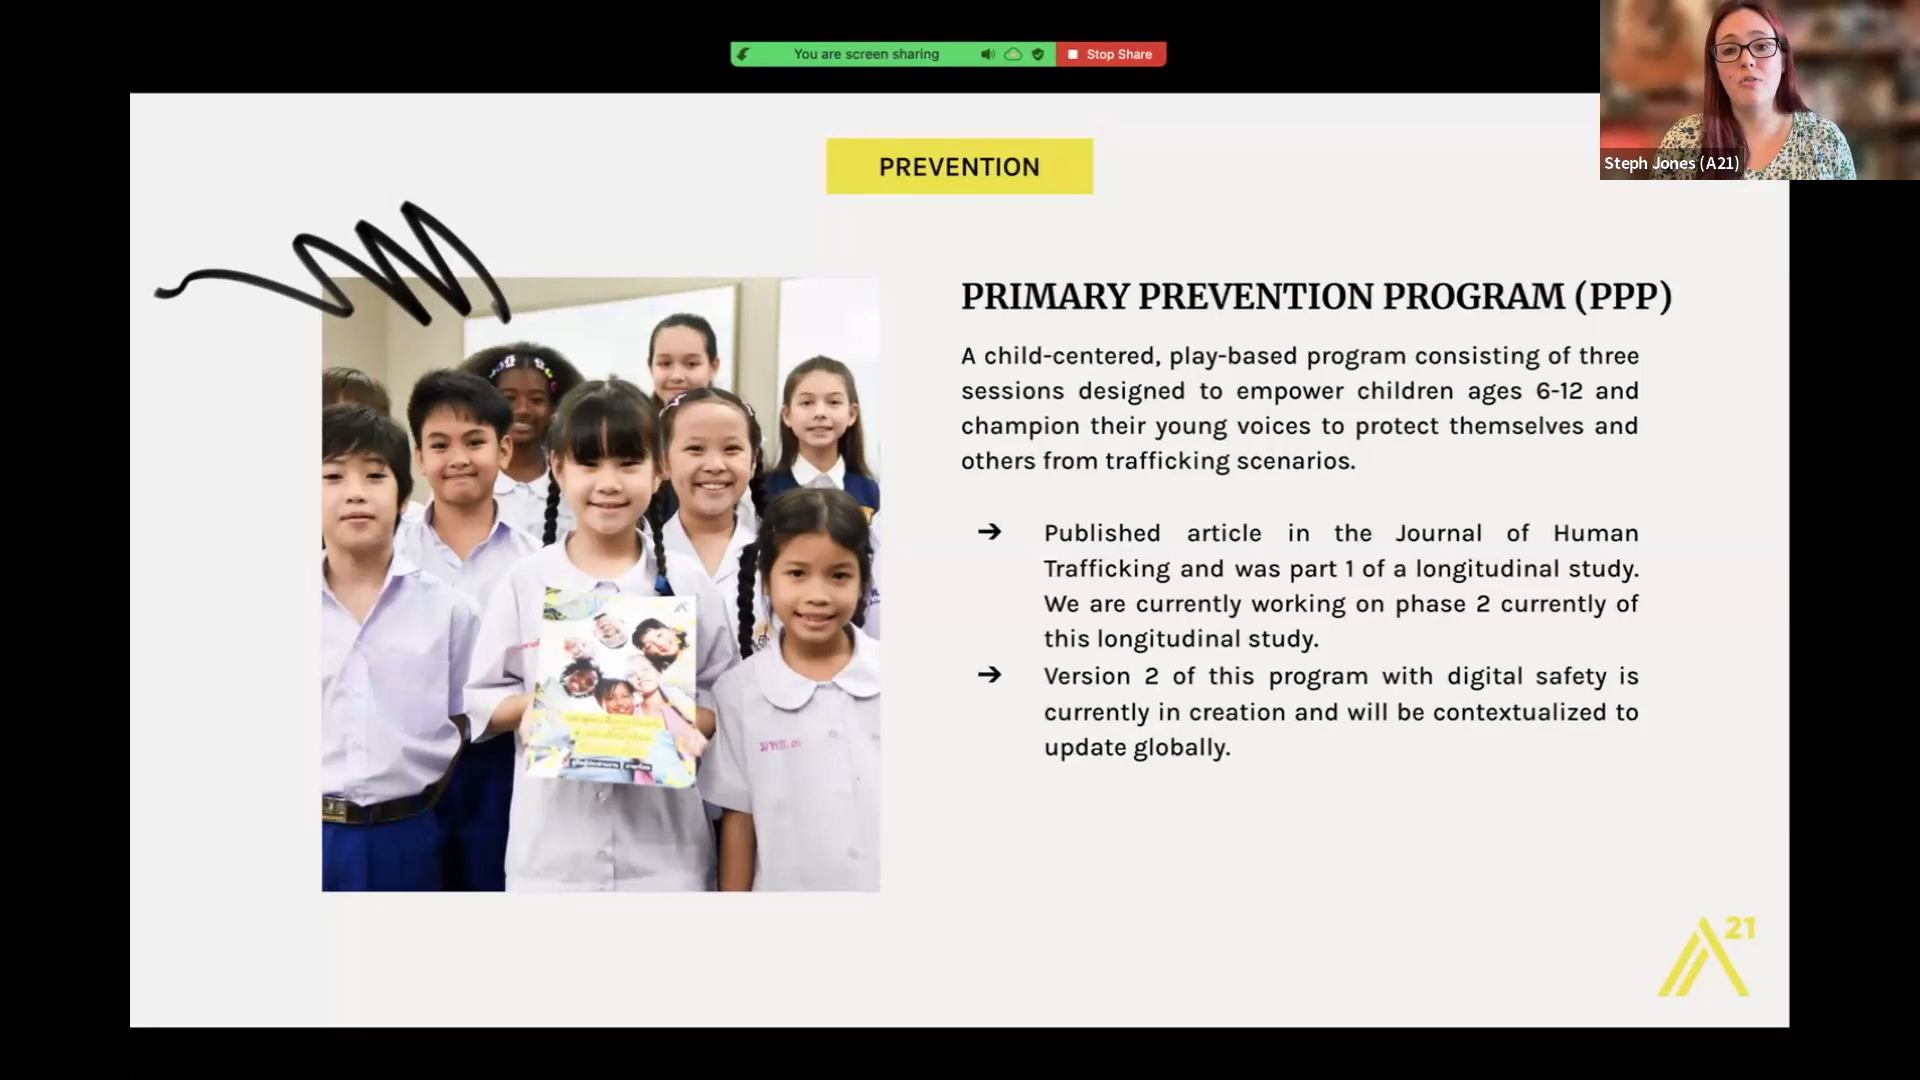 You are screen sharing
Stop Share
Steph Jones (A21)
PREVENTION
PRIMARY PREVENTION PROGRAM (PPP)
A child-centered, play-based program consisting of three
sessions designed to empower children ages 6-12 and
champion their young voices to protect themselves and
others from trafficking scenarios.
➔ Published article in the Journal of Human
Trafficking and was part 1 of a longitudinal study.
We are currently working on phase 2 currently of
this longitudinal study.
➔ Version 2 of this program with digital safety is
currently in creation and will be contextualized to
update globally.
21